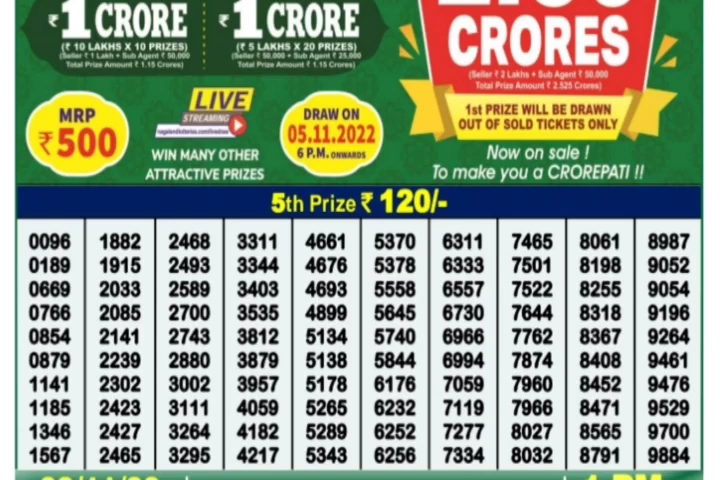 ₹ 1 CRORE
(₹ 10 LAKHS X 10 PRIZES)
(Seller ₹ 1 Lakhs + Sub Agent ₹ 50,000
Total Prize Amount ₹ 1.15 Crores)
₹ 1 CRORE
(₹ 5 LAKHS X 20 PRIZES)
(Seller ₹ 50,000 + Sub Agent ₹ 25,000
Total Prize Amount ₹ 1.15 Crores)
CRORES
(Seller ₹ 2 Lakhs + Sub Agent ₹ 50,000
Total Prize Amount ₹ 2.525 Crores)
MRP
₹ 500
LIVE
STREAMING
WIN MANY OTHER
ATTRACTIVE PRIZES
DRAW ON
05.11.2022
6 P.M. ONWARDS
1st PRIZE WILL BE DRAWN
OUT OF SOLD TICKETS ONLY
Now on sale !
To make you a CROREPATI !!
5th Prize ₹ 120/-
0096 1882 2468 3311 4661 5370 6311 7465 8061 8987
0189 1915 2493 3344 4676 5378 6333 7501 8198 9052
0669 2033 2589 3403 4693 5558 6557 7522 8255 9054
0766 2085 2700 3535 4899 5645 6730 7644 8318 9196
0854 2141 2743 3812 5134 5740 6966 7762 8367 9264
0879 2239 2880 3879 5138 5844 6994 7874 8408 9461
1141 2302 3002 3957 5178 6176 7059 7960 8452 9476
1185 2423 3111 4059 5265 6232 7119 7966 8471 9529
1346 2427 3264 4182 5289 6252 7277 8027 8565 9700
1567 2465 3295 4217 5343 6256 7334 8032 8791 9884